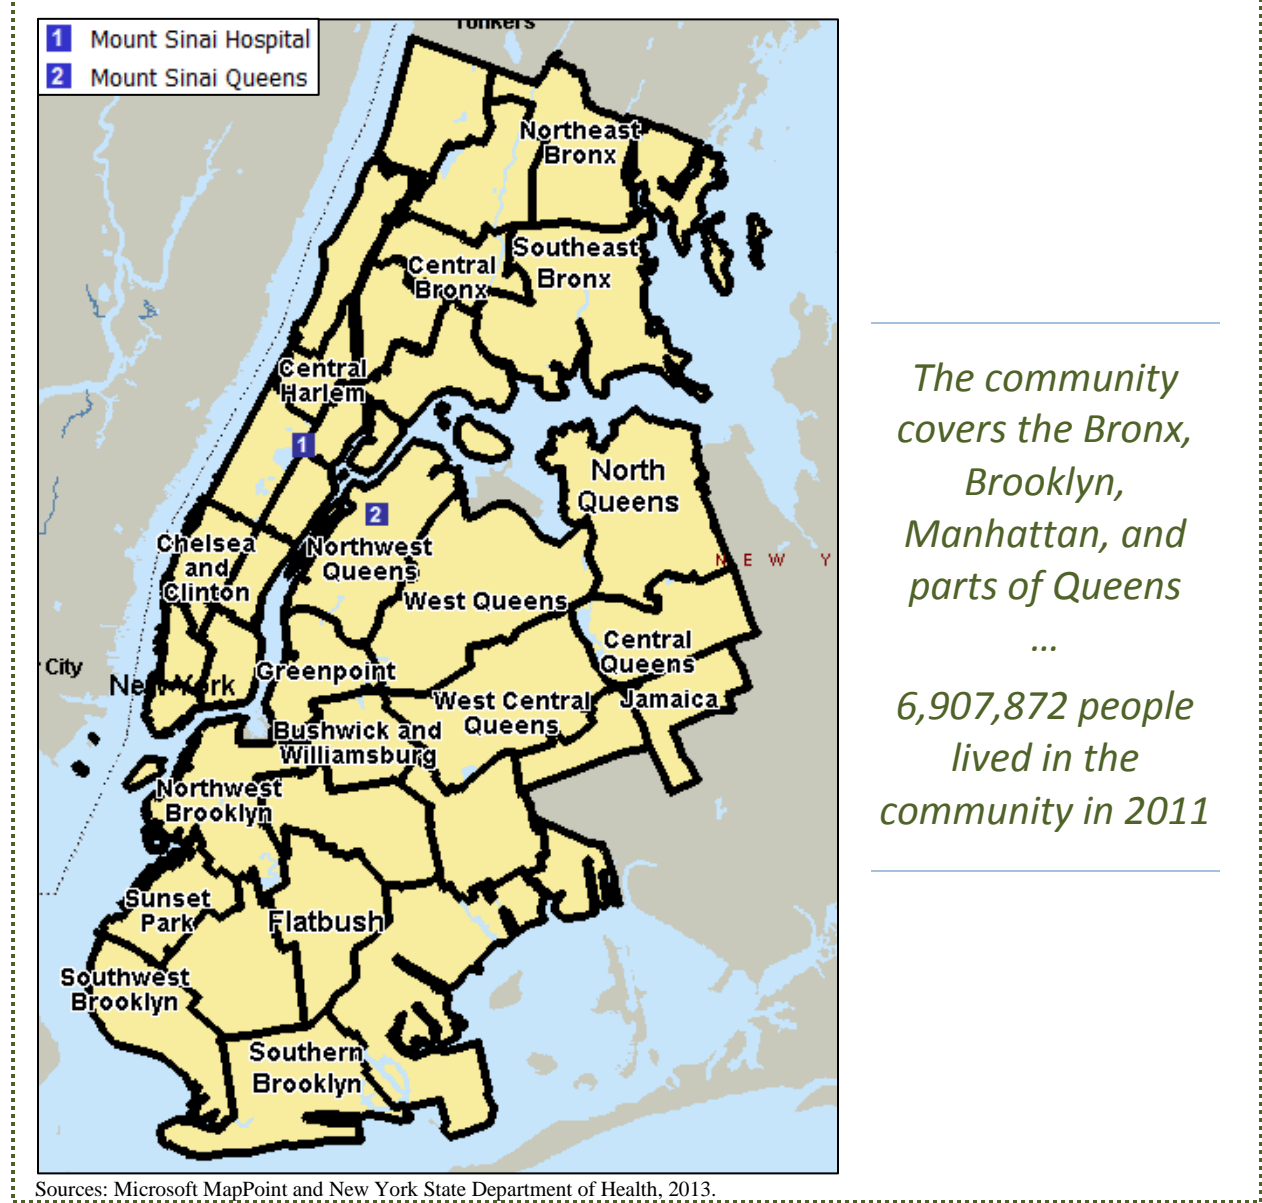 Yonkers
1 Mount Sinai Hospital
2 Mount Sinai Queens
Northeast
Bronx
Southeast
Bronx
Central
Bronx
Central
Harlem
1
North
Queens
2
Chelsea
and
Clinton
Northwest
Queens
N E W Y
West Queens
Central
Queens
City
Greenpoint
New York
West Central
Queens
Jamaica
Bushwick and
Williamsburg
Northwest
Brooklyn
Sunset
Park
Flatbush
Southwest
Brooklyn
Southern
Brooklyn
The community
covers the Bronx,
Brooklyn,
Manhattan, and
parts of Queens
...
6,907,872 people
lived in the
community in 2011
Sources: Microsoft MapPoint and New York State Department of Health, 2013.